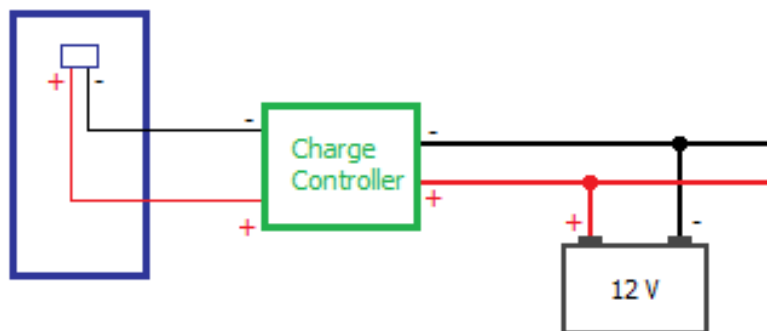 + -
-
Charge
Controller
+
-
+
+ -
12 V